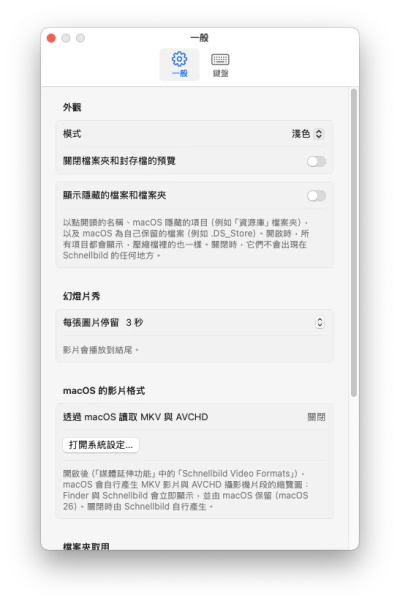 一般
一般
鍵盤
外觀
模式
淺色
關閉檔案夾和封存檔的預覽
顯示隱藏的檔案和檔案夾
以點開頭的名稱、macOS 隱藏的項目（例如「資源庫」檔案夾），
以及 macOS 為自己保留的檔案（例如 .DS_Store）。開啟時，所
有項目都會顯示，壓縮檔裡的也一樣。關閉時，它們不會出現在
Schnellbild 的任何地方。
幻燈片秀
每張圖片停留 3 秒
影片會播放到結尾。
macOS 的影片格式
透過 macOS 讀取 MKV 與 AVCHD
關閉
打開系統設定...
開啟後（「媒體延伸功能」中的「Schnellbild Video Formats」），
macOS 會自行產生 MKV 影片與 AVCHD 攝影機片段的縮覽圖：
Finder 與 Schnellbild 會立即顯示，並由 macOS 保留（macOS
26）。關閉時由 Schnellbild 自行產生。
檔案夾取用